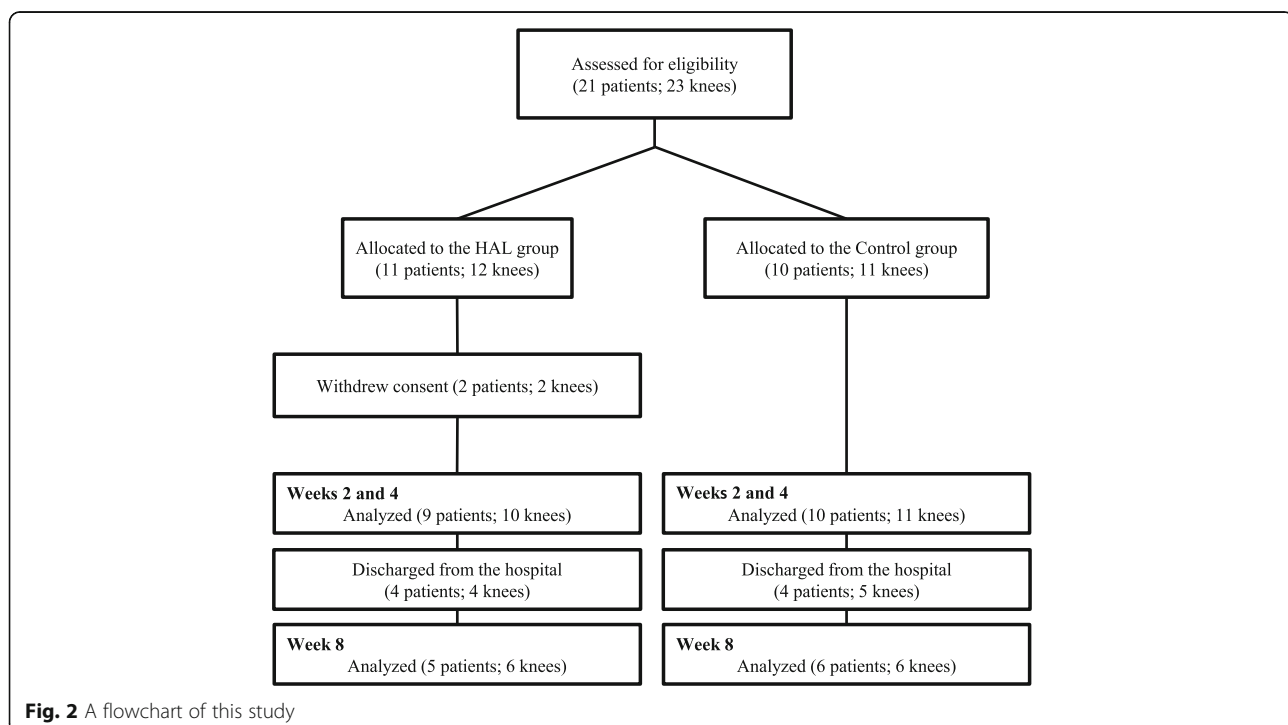 Assessed for eligibility
(21 patients; 23 knees)
Allocated to the HAL group
(11 patients; 12 knees)
Allocated to the Control group
(10 patients; 11 knees)
Withdrew consent (2 patients; 2 knees)
Weeks 2 and 4
Analyzed (9 patients; 10 knees)
Weeks 2 and 4
Analyzed (10 patients; 11 knees)
Discharged from the hospital
(4 patients; 4 knees)
Discharged from the hospital
(4 patients; 5 knees)
Week 8
Analyzed (5 patients; 6 knees)
Week 8
Analyzed (6 patients; 6 knees)
Fig. 2 A flowchart of this study